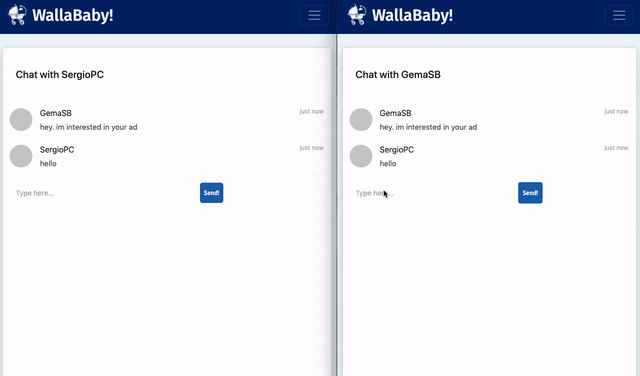 WallaBaby!
Chat with SergioPC
GemaSB
just now
hey. im interested in your ad
SergioPC
just now
hello
Type here...
Send!
WallaBaby!
Chat with GemaSB
GemaSB
just now
hey. im interested in your ad
SergioPC
just now
hello
Type here...
Send!